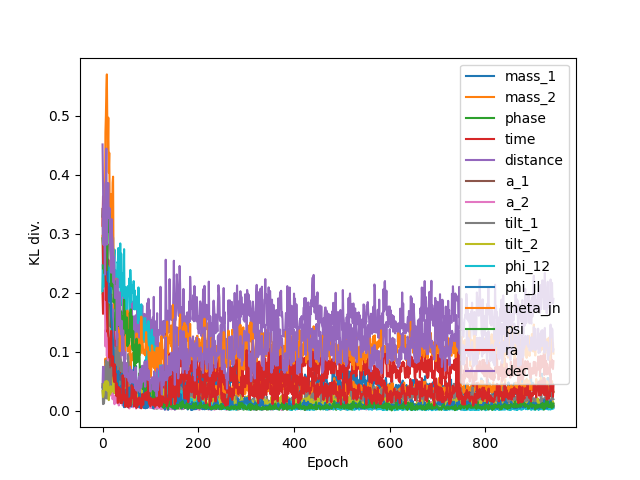 KL div.
0.5
0.4
0.3
0.2
0.1
0.0
0
200
400
600
800
Epoch
mass_1
mass_2
phase
time
distance
a_1
a_2
tilt_1
tilt_2
phi_12
phi_jl
theta_jn
psi
ra
dec